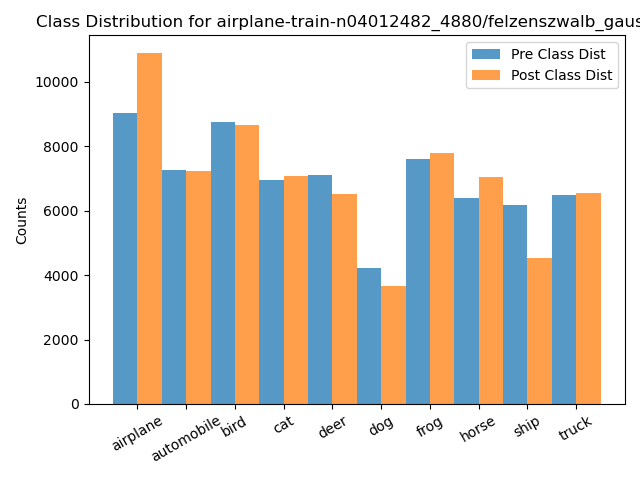 Class Distribution for airplane-train-n04012482_4880/felzenszwalb_gaus
Pre Class Dist
Post Class Dist
Counts
10000
8000
6000
4000
2000
0
airplane
automobile
bird
cat
deer
dog
frog
horse
ship
truck